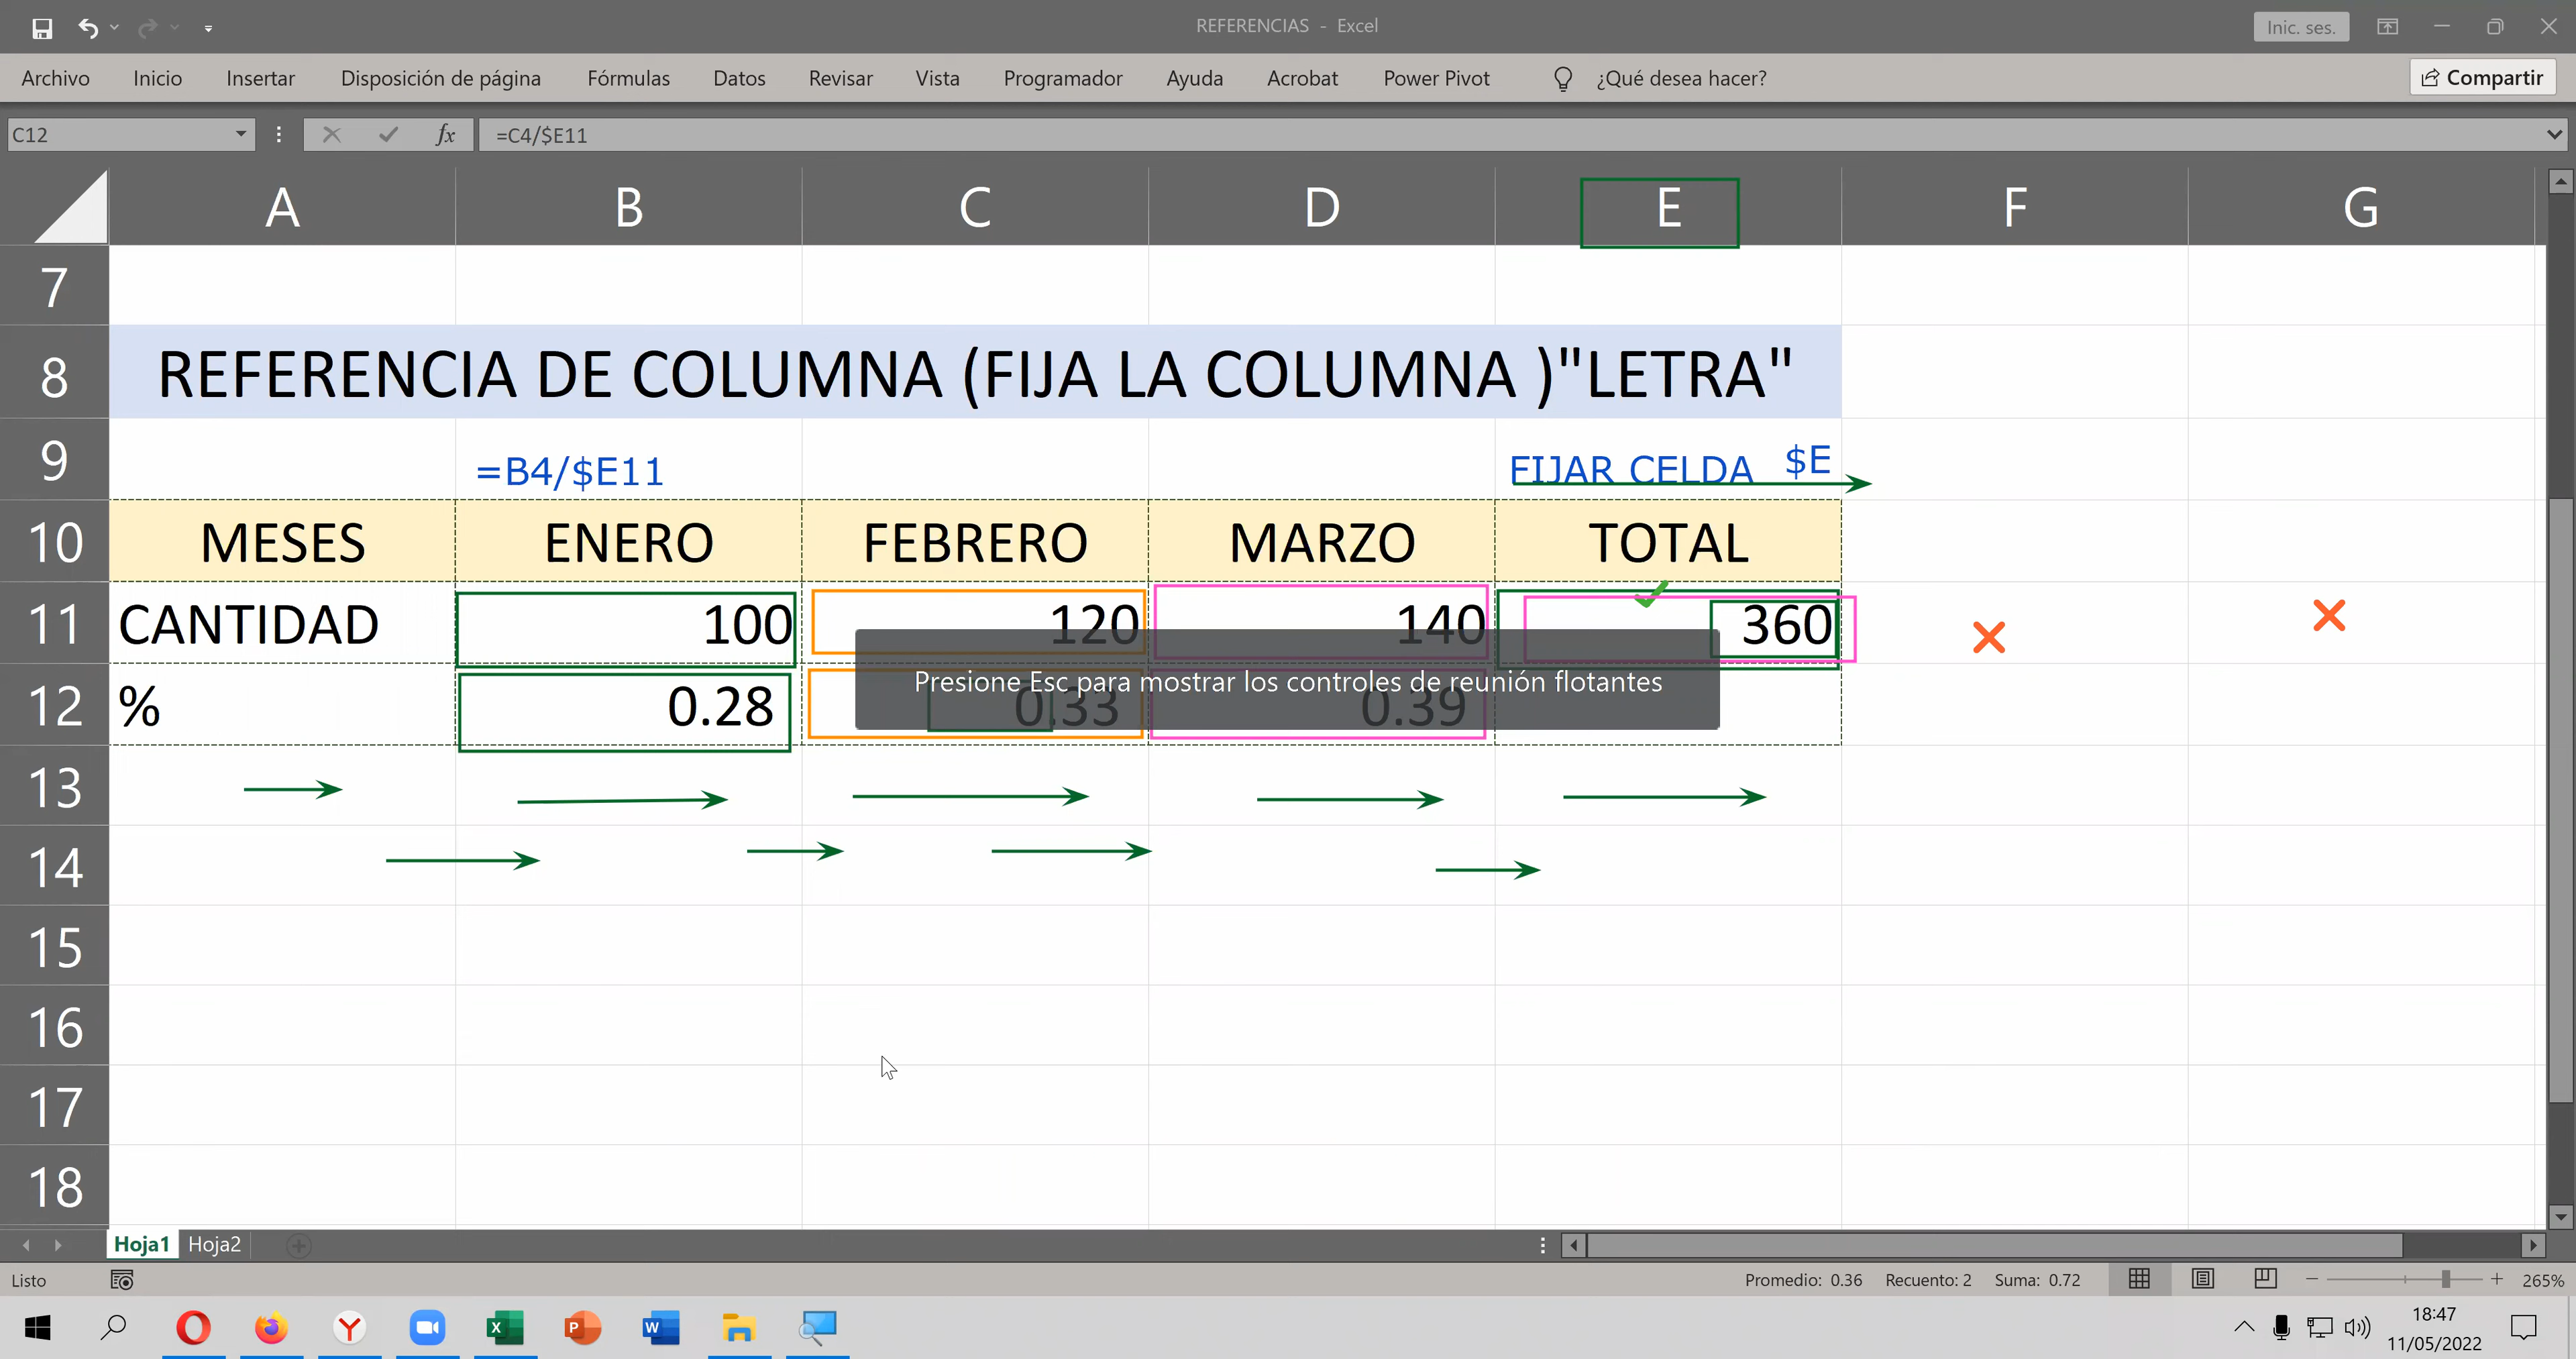 REFERENCIAS - Excel
Inic. ses.
Archivo Inicio Insertar Disposición de página Fórmulas Datos Revisar Vista Programador Ayuda Acrobat Power Pivot ¿Qué desea hacer? Compartir
C12 fx =C4/$E11
A B C D E F G
7
8 REFERENCIA DE COLUMNA (FIJA LA COLUMNA )"LETRA"
9 =B4/$E11 FIJAR CELDA $E
10 MESES ENERO FEBRERO MARZO TOTAL
11 CANTIDAD 100 120 140 360
Presione Esc para mostrar los controles de reunión flotantes
12 % 0.28 0.33 0.39
13
14
15
16
17
18
Hoja1 Hoja2
Listo Promedio: 0.36 Recuento: 2 Suma: 0.72 265%
18:47
11/05/2022